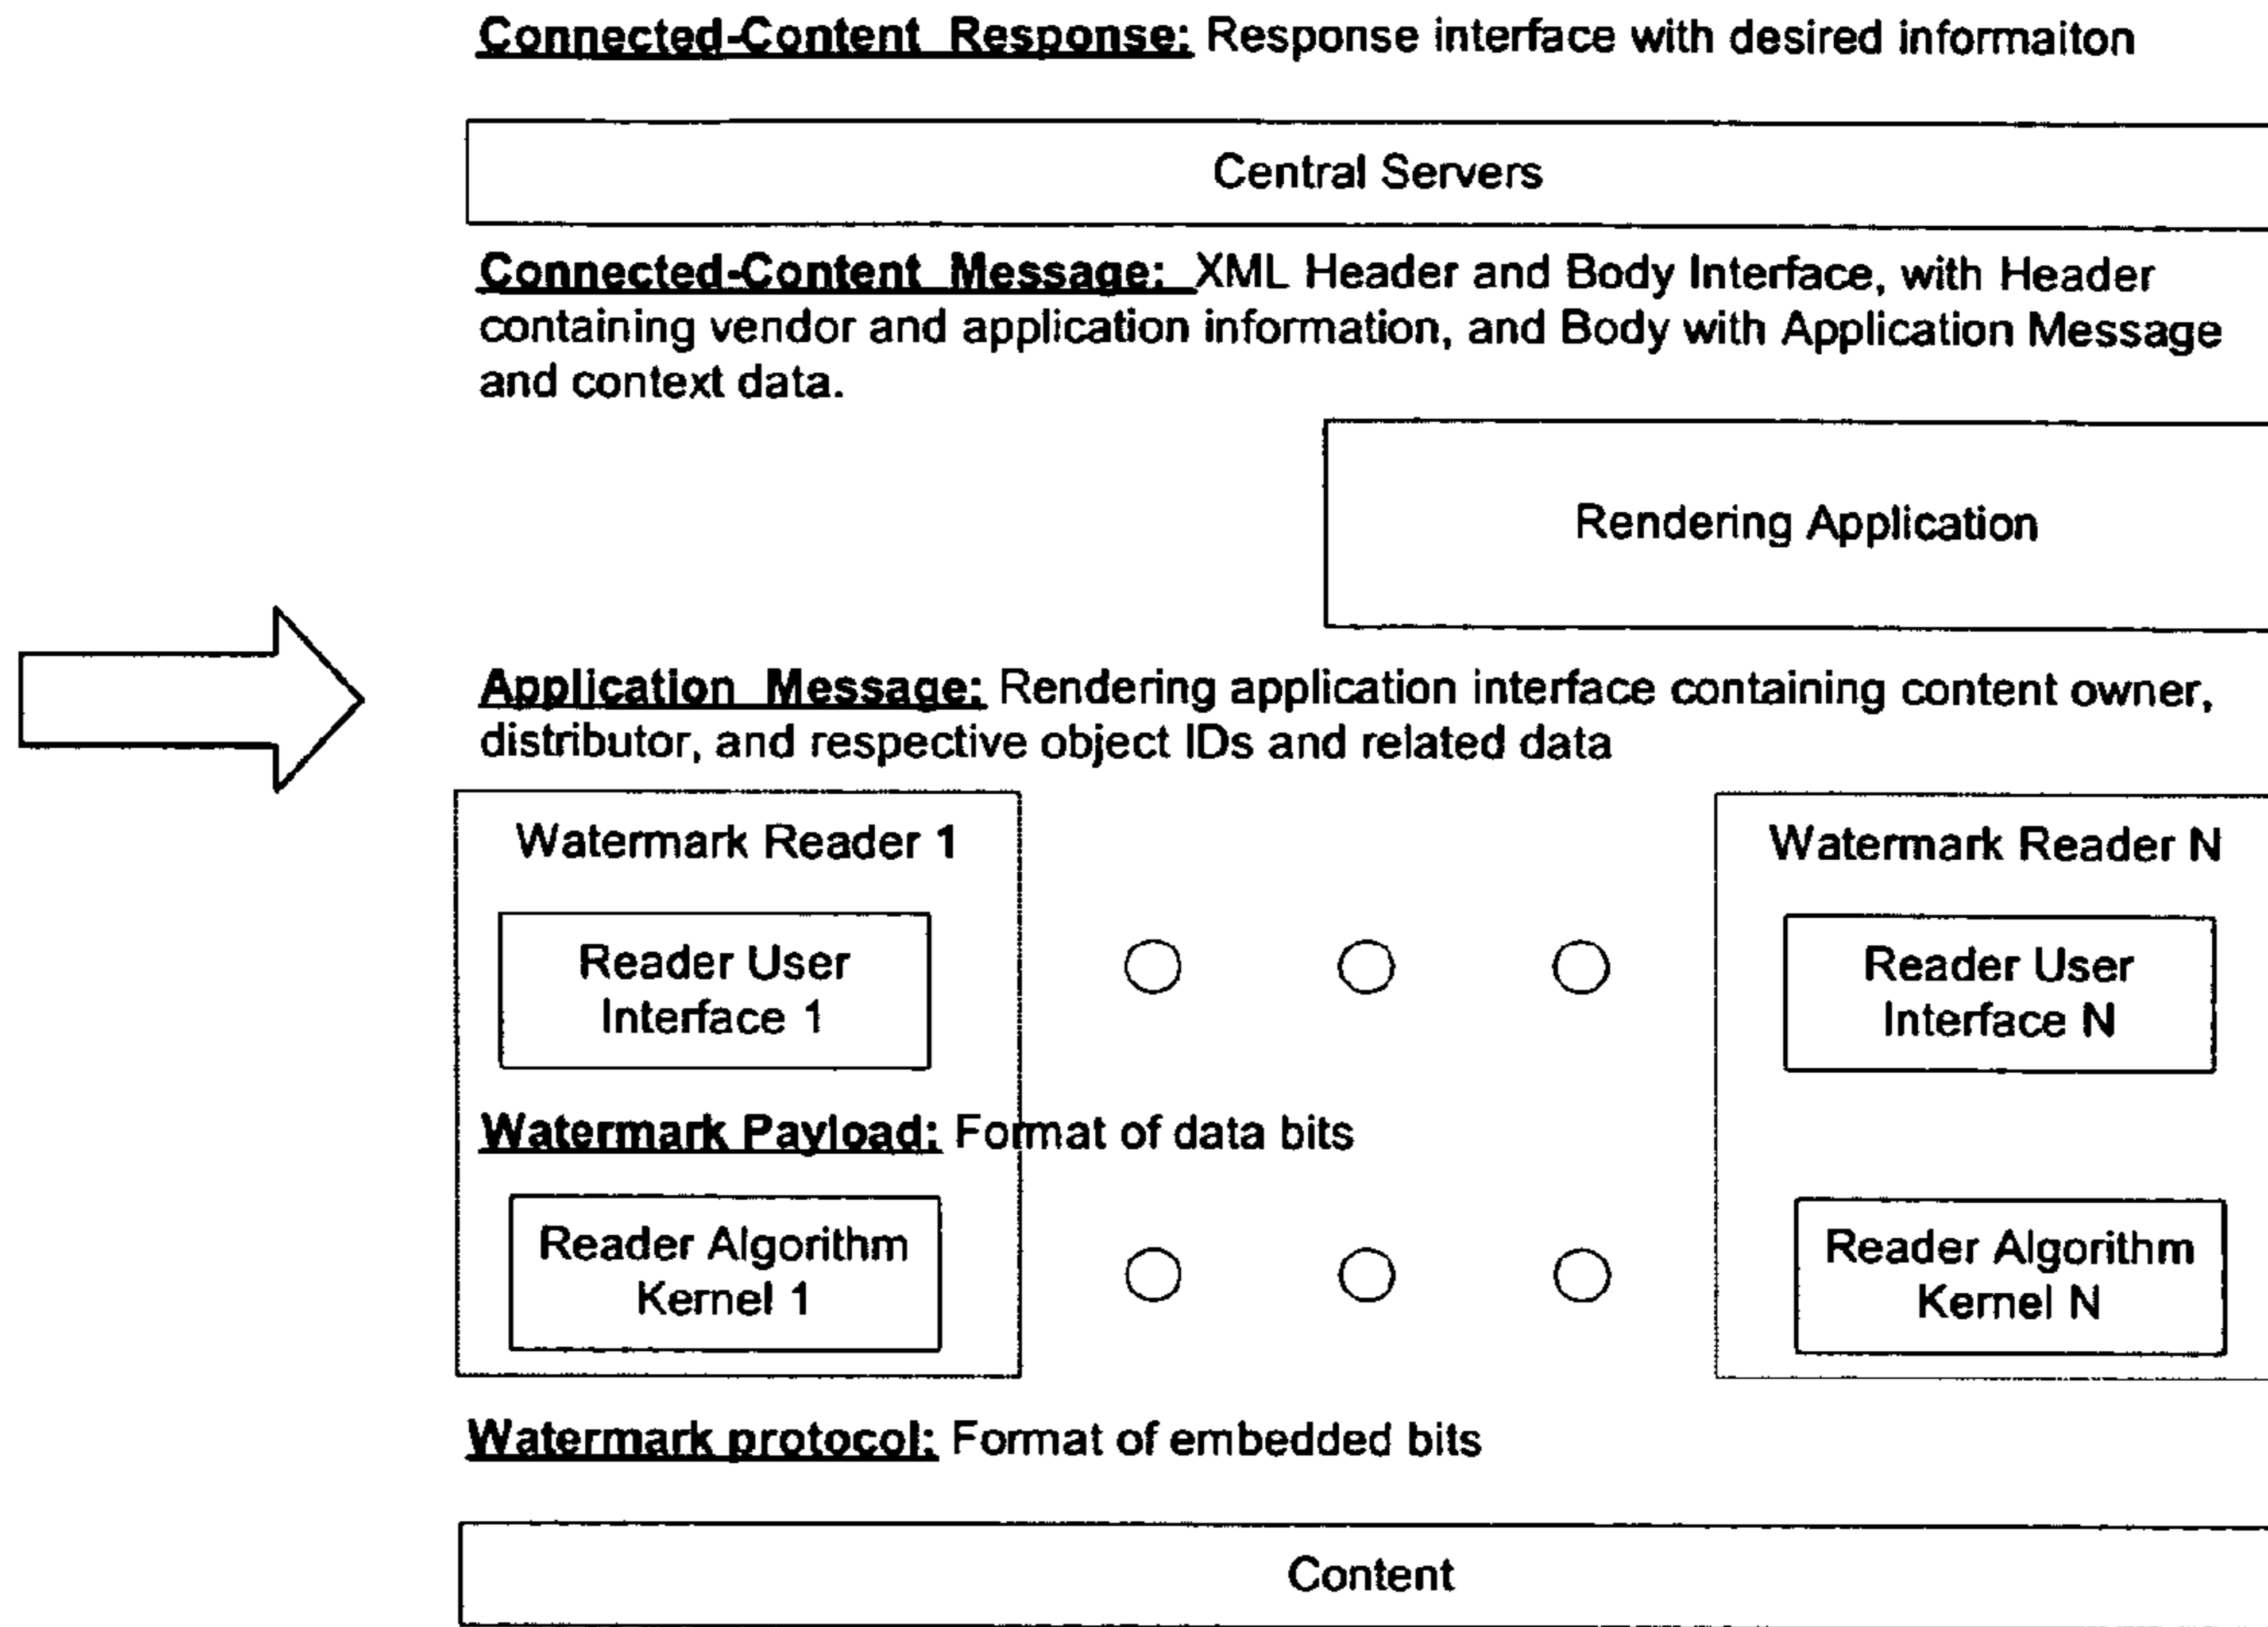 Connected-Content Response: Response interface with desired informaiton
Central Servers
Connected-Content Message: XML Header and Body Interface, with Header
containing vendor and application information, and Body with Application Message
and context data.
Rendering Application
Application Message: Rendering application interface containing content owner,
distributor, and respective object IDs and related data
Watermark Reader 1
Watermark Reader N
Reader User
Interface 1
Reader User
Interface N
Watermark Payload: Format of data bits
Reader Algorithm
Kernel 1
Reader Algorithm
Kernel N
Watermark protocol: Format of embedded bits
Content